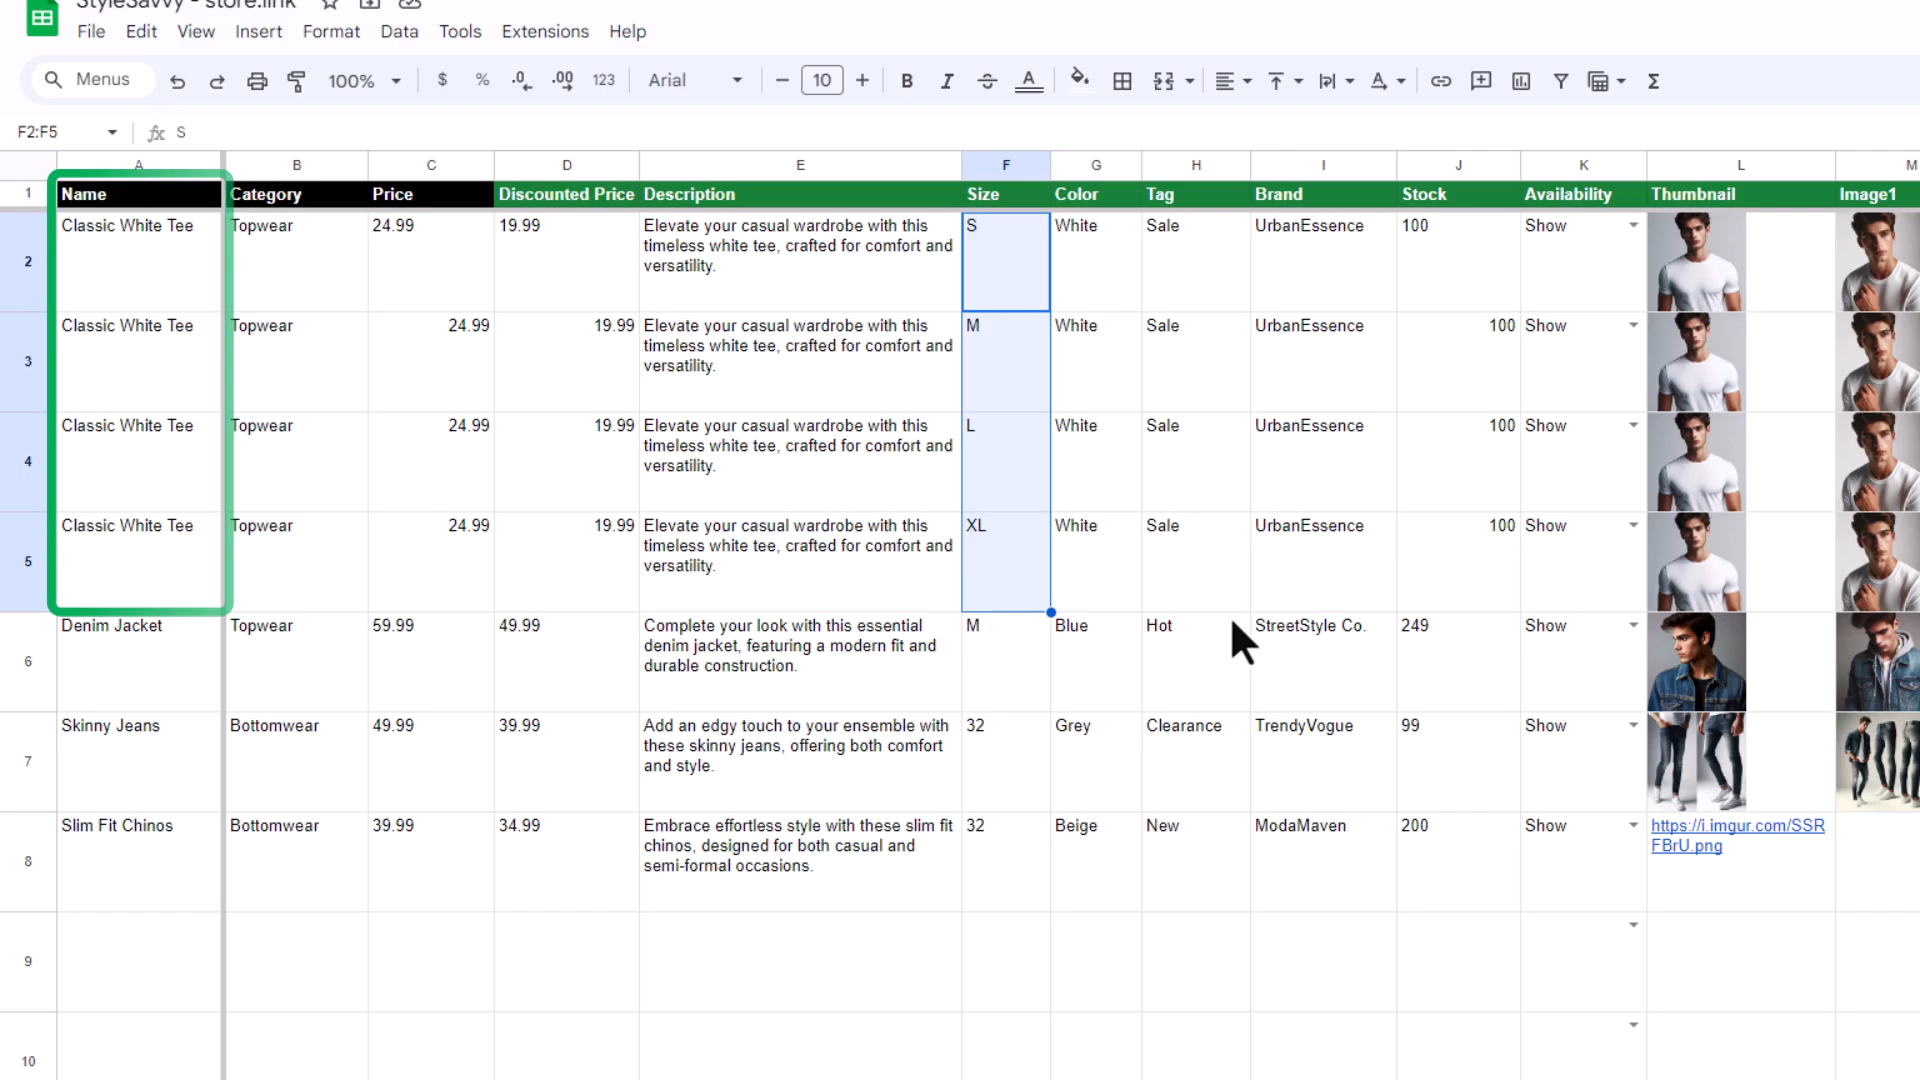 StyleSavvy - store.link
File Edit View Insert Format Data Tools Extensions Help
Menus 100% $ % .0 .00 123 Arial 10 B I S A Σ
F2:F5 fx S
A B C D E F G H I J K L M
1 Name Category Price Discounted Price Description Size Color Tag Brand Stock Availability Thumbnail Image1
2 Classic White Tee Topwear 24.99 19.99 Elevate your casual wardrobe with this S White Sale UrbanEssence 100 Show
timeless white tee, crafted for comfort and
versatility.
3 Classic White Tee Topwear 24.99 19.99 Elevate your casual wardrobe with this M White Sale UrbanEssence 100 Show
timeless white tee, crafted for comfort and
versatility.
4 Classic White Tee Topwear 24.99 19.99 Elevate your casual wardrobe with this L White Sale UrbanEssence 100 Show
timeless white tee, crafted for comfort and
versatility.
5 Classic White Tee Topwear 24.99 19.99 Elevate your casual wardrobe with this XL White Sale UrbanEssence 100 Show
timeless white tee, crafted for comfort and
versatility.
6 Denim Jacket Topwear 59.99 49.99 Complete your look with this essential M Blue Hot StreetStyle Co. 249 Show
denim jacket, featuring a modern fit and
durable construction.
7 Skinny Jeans Bottomwear 49.99 39.99 Add an edgy touch to your ensemble with 32 Grey Clearance TrendyVogue 99 Show
these skinny jeans, offering both comfort
and style.
8 Slim Fit Chinos Bottomwear 39.99 34.99 Embrace effortless style with these slim fit 32 Beige New ModaMaven 200 Show https://i.imgur.com/SSR
chinos, designed for both casual and FBrU.png
semi-formal occasions.
9
10